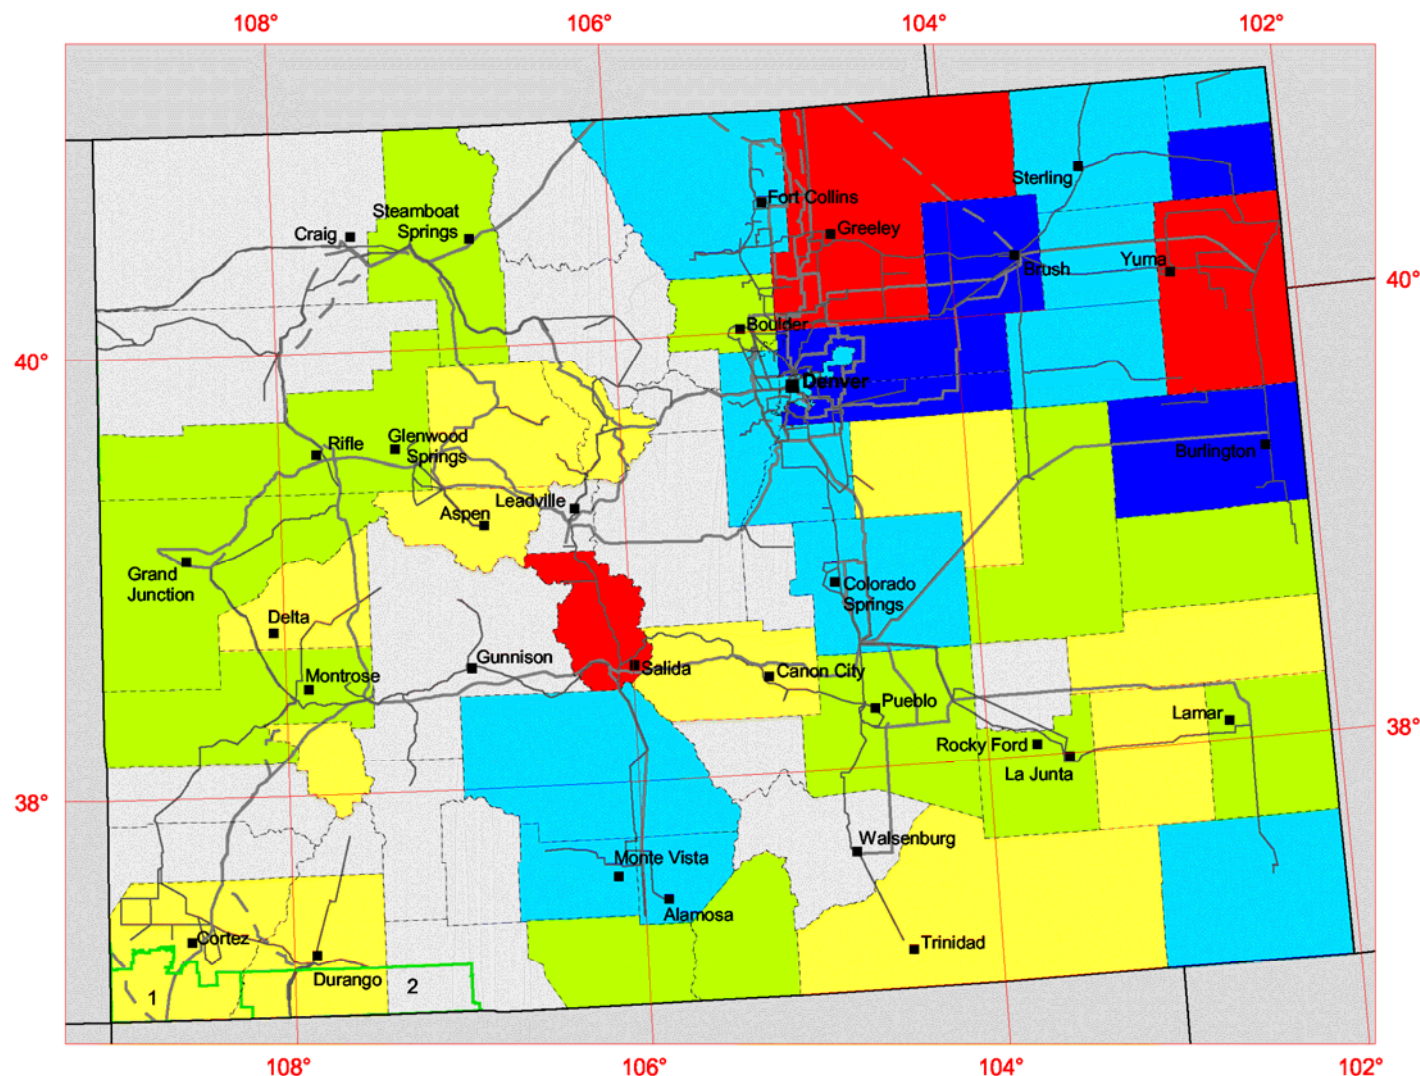 108°
106°
104°
102°
Fort Collins
Sterling
Steamboat
Springs
Craig
Greeley
Brush
Yuma
40°
Boulder
40°
Denver
Rifle
Glenwood
Springs
Burlington
Leadville
Aspen
Grand
Junction
Colorado
Springs
Delta
Gunnison
Salida
Canon City
Montrose
Pueblo
Lamar
Rocky Ford
La Junta
38°
38°
Walsenburg
Monte Vista
Alamosa
Cortez
Trinidad
Durango
1
2
108°
106°
104°
102°